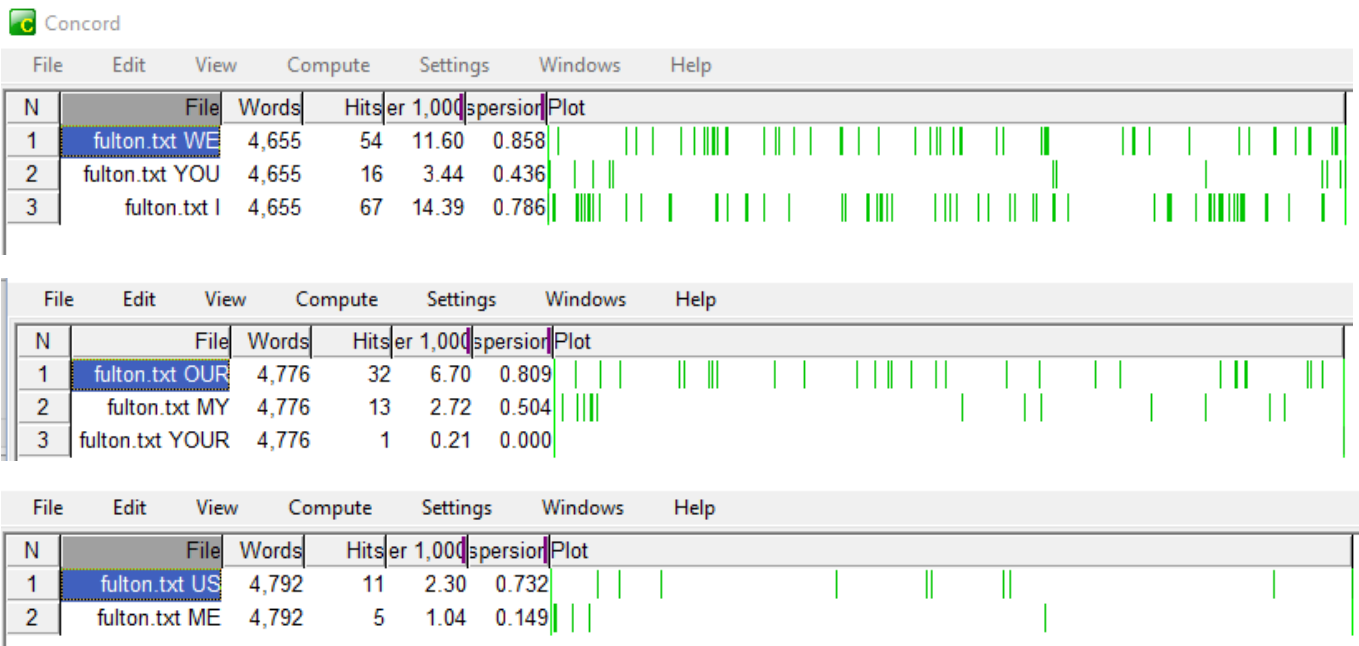 Concord
File Edit View Compute Settings Windows Help
N File Words Hits er 1,000 spersion Plot
1 fulton.txt WE 4,655 54 11.60 0.858
2 fulton.txt YOU 4,655 16 3.44 0.436
3 fulton.txt I 4,655 67 14.39 0.786
File Edit View Compute Settings Windows Help
N File Words Hits er 1,000 spersion Plot
1 fulton.txt OUR 4,776 32 6.70 0.809
2 fulton.txt MY 4,776 13 2.72 0.504
3 fulton.txt YOUR 4,776 1 0.21 0.000
File Edit View Compute Settings Windows Help
N File Words Hits er 1,000 spersion Plot
1 fulton.txt US 4,792 11 2.30 0.732
2 fulton.txt ME 4,792 5 1.04 0.149